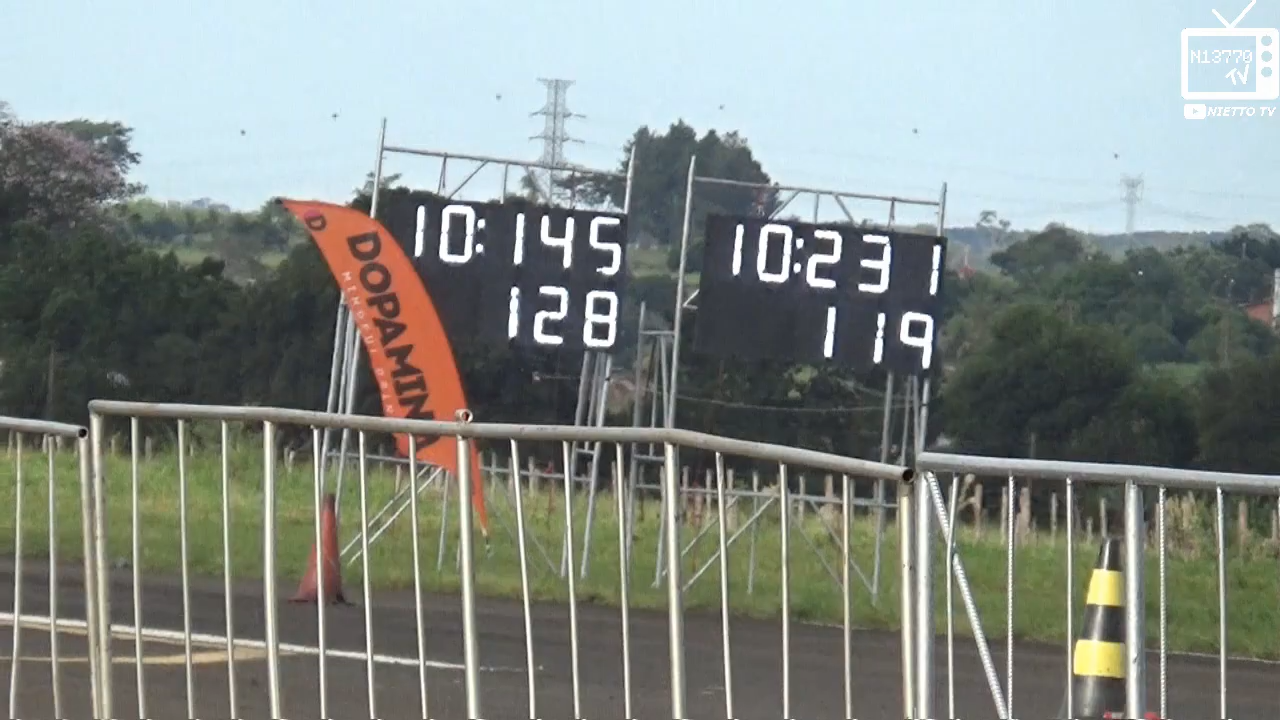 N13770
TV
NIETTO TV
10:145
128
10:231
119
D
DOPAMINA